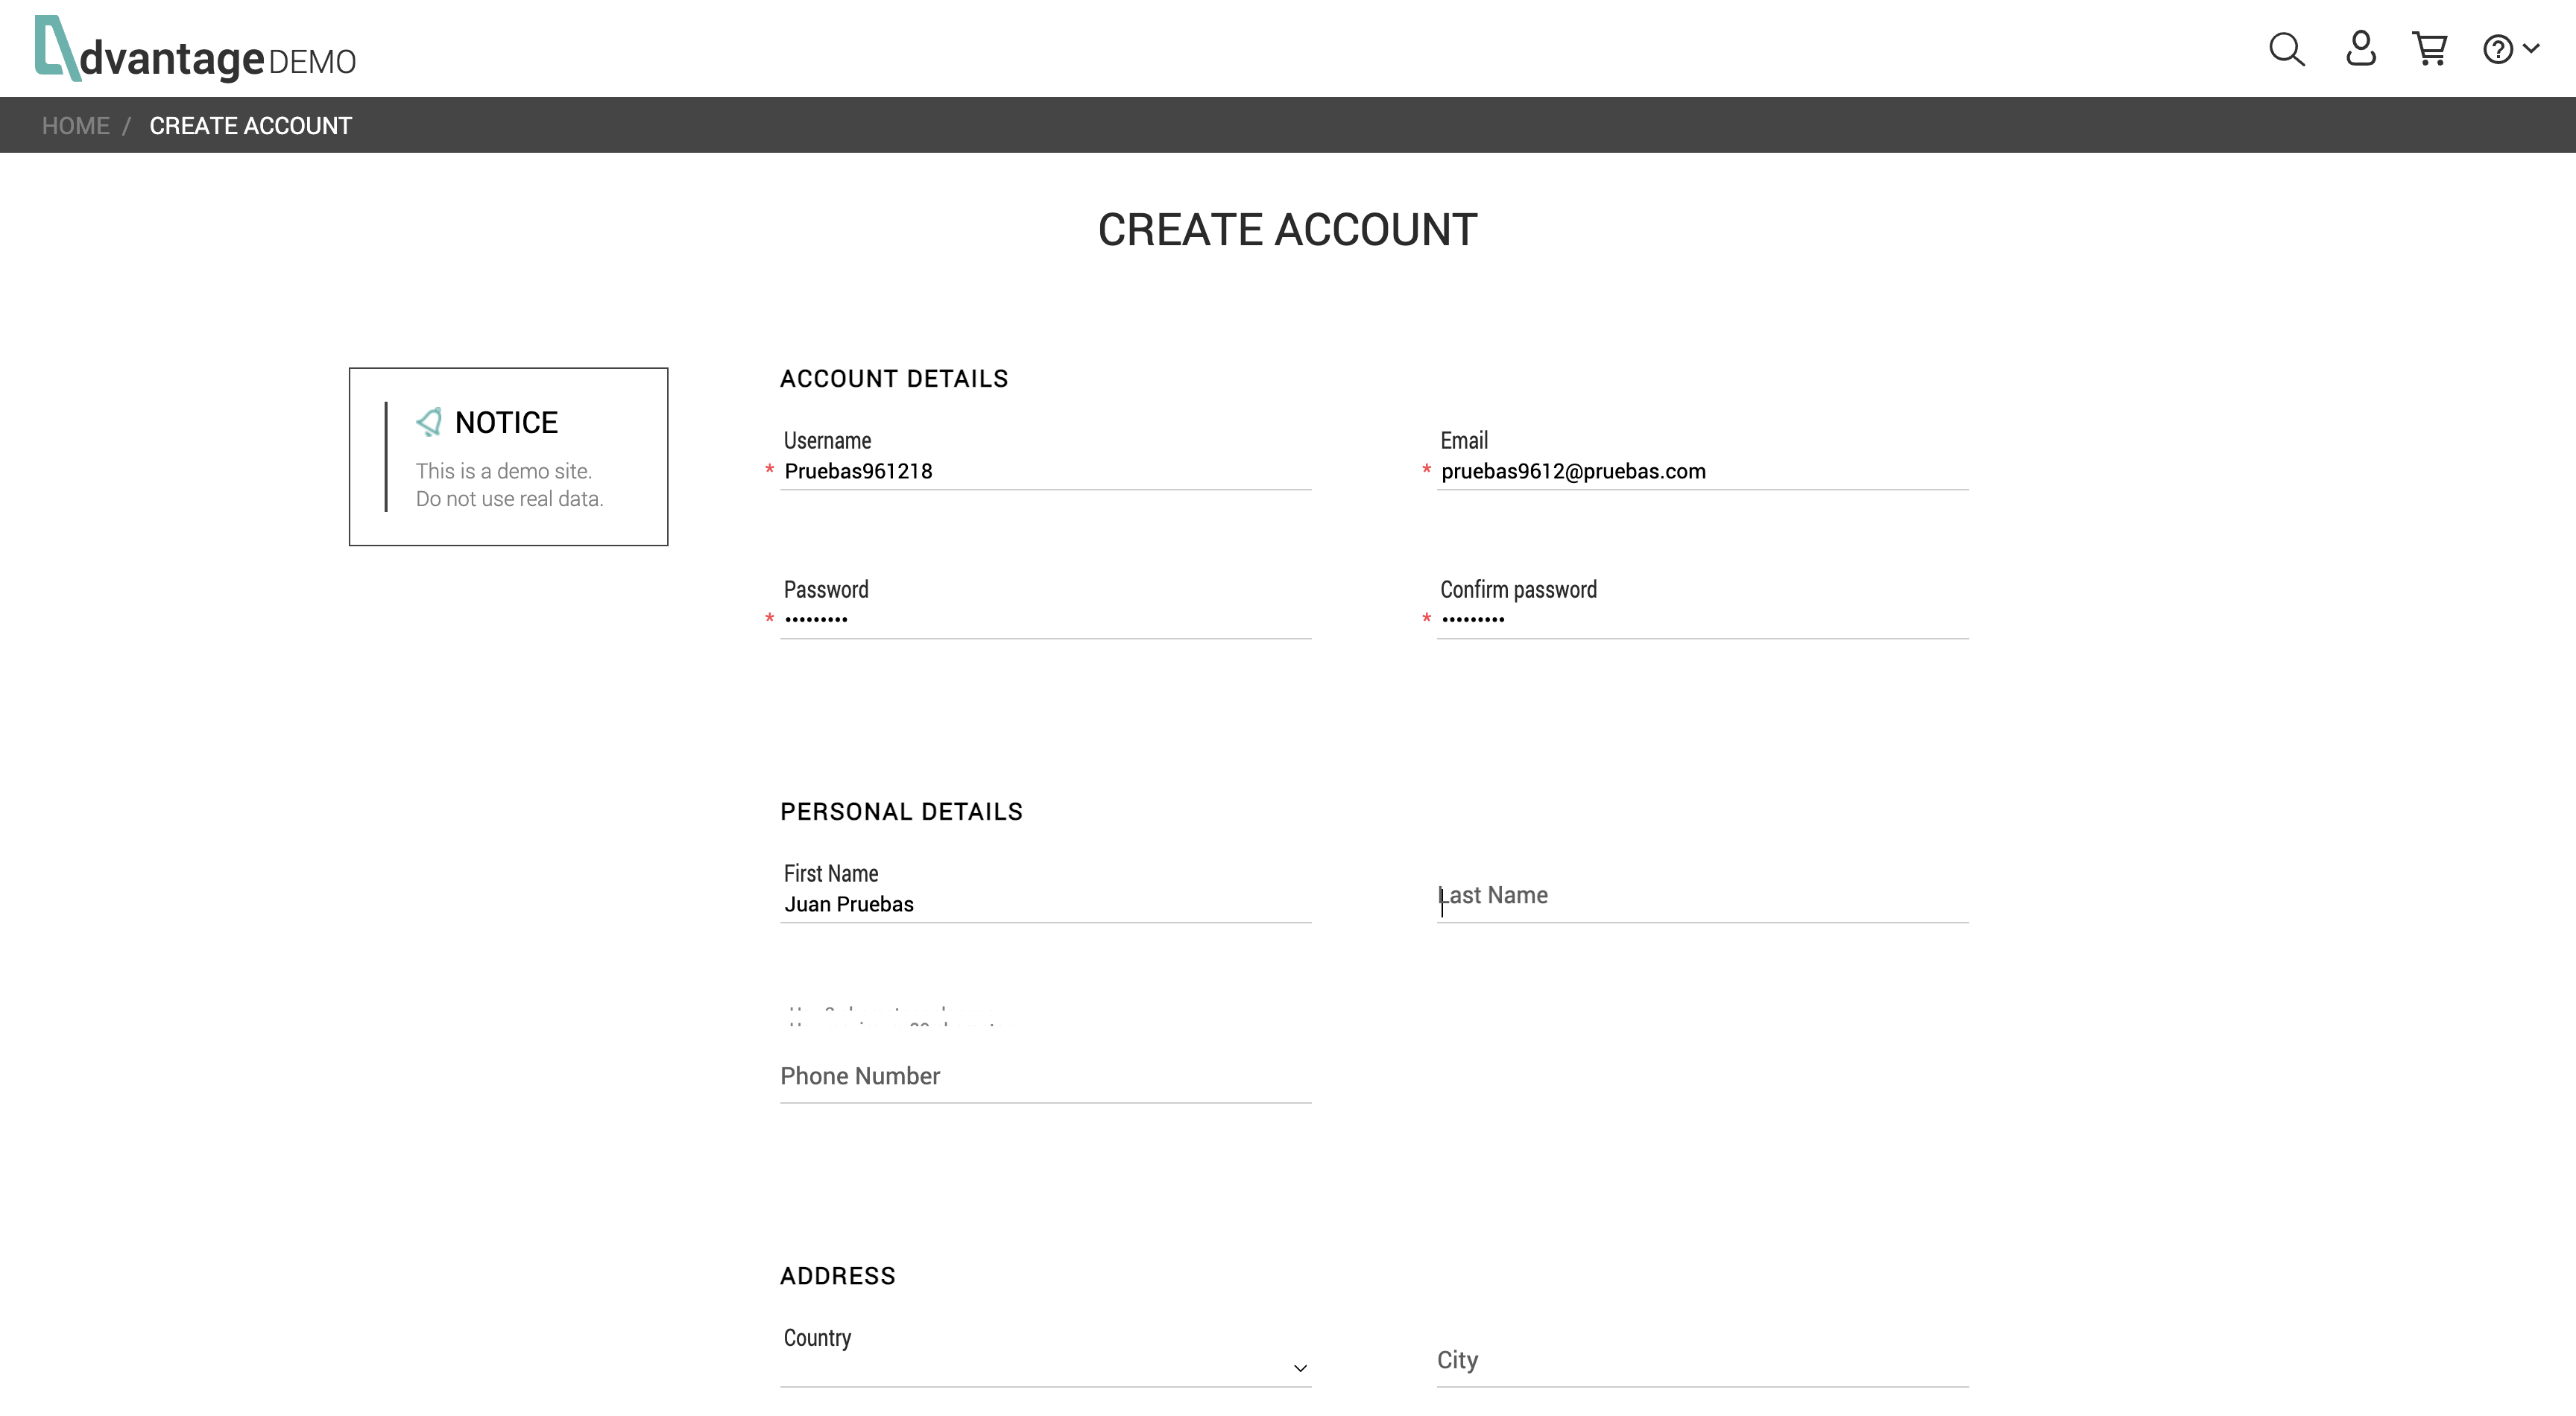 dvantage DEMO
HOME / CREATE ACCOUNT
CREATE ACCOUNT
NOTICE
This is a demo site.
Do not use real data.
ACCOUNT DETAILS
Username
* Pruebas961218
Email
* pruebas9612@pruebas.com
Password
* •••••••••
Confirm password
* •••••••••
PERSONAL DETAILS
First Name
Juan Pruebas
Last Name
Phone Number
ADDRESS
Country
City